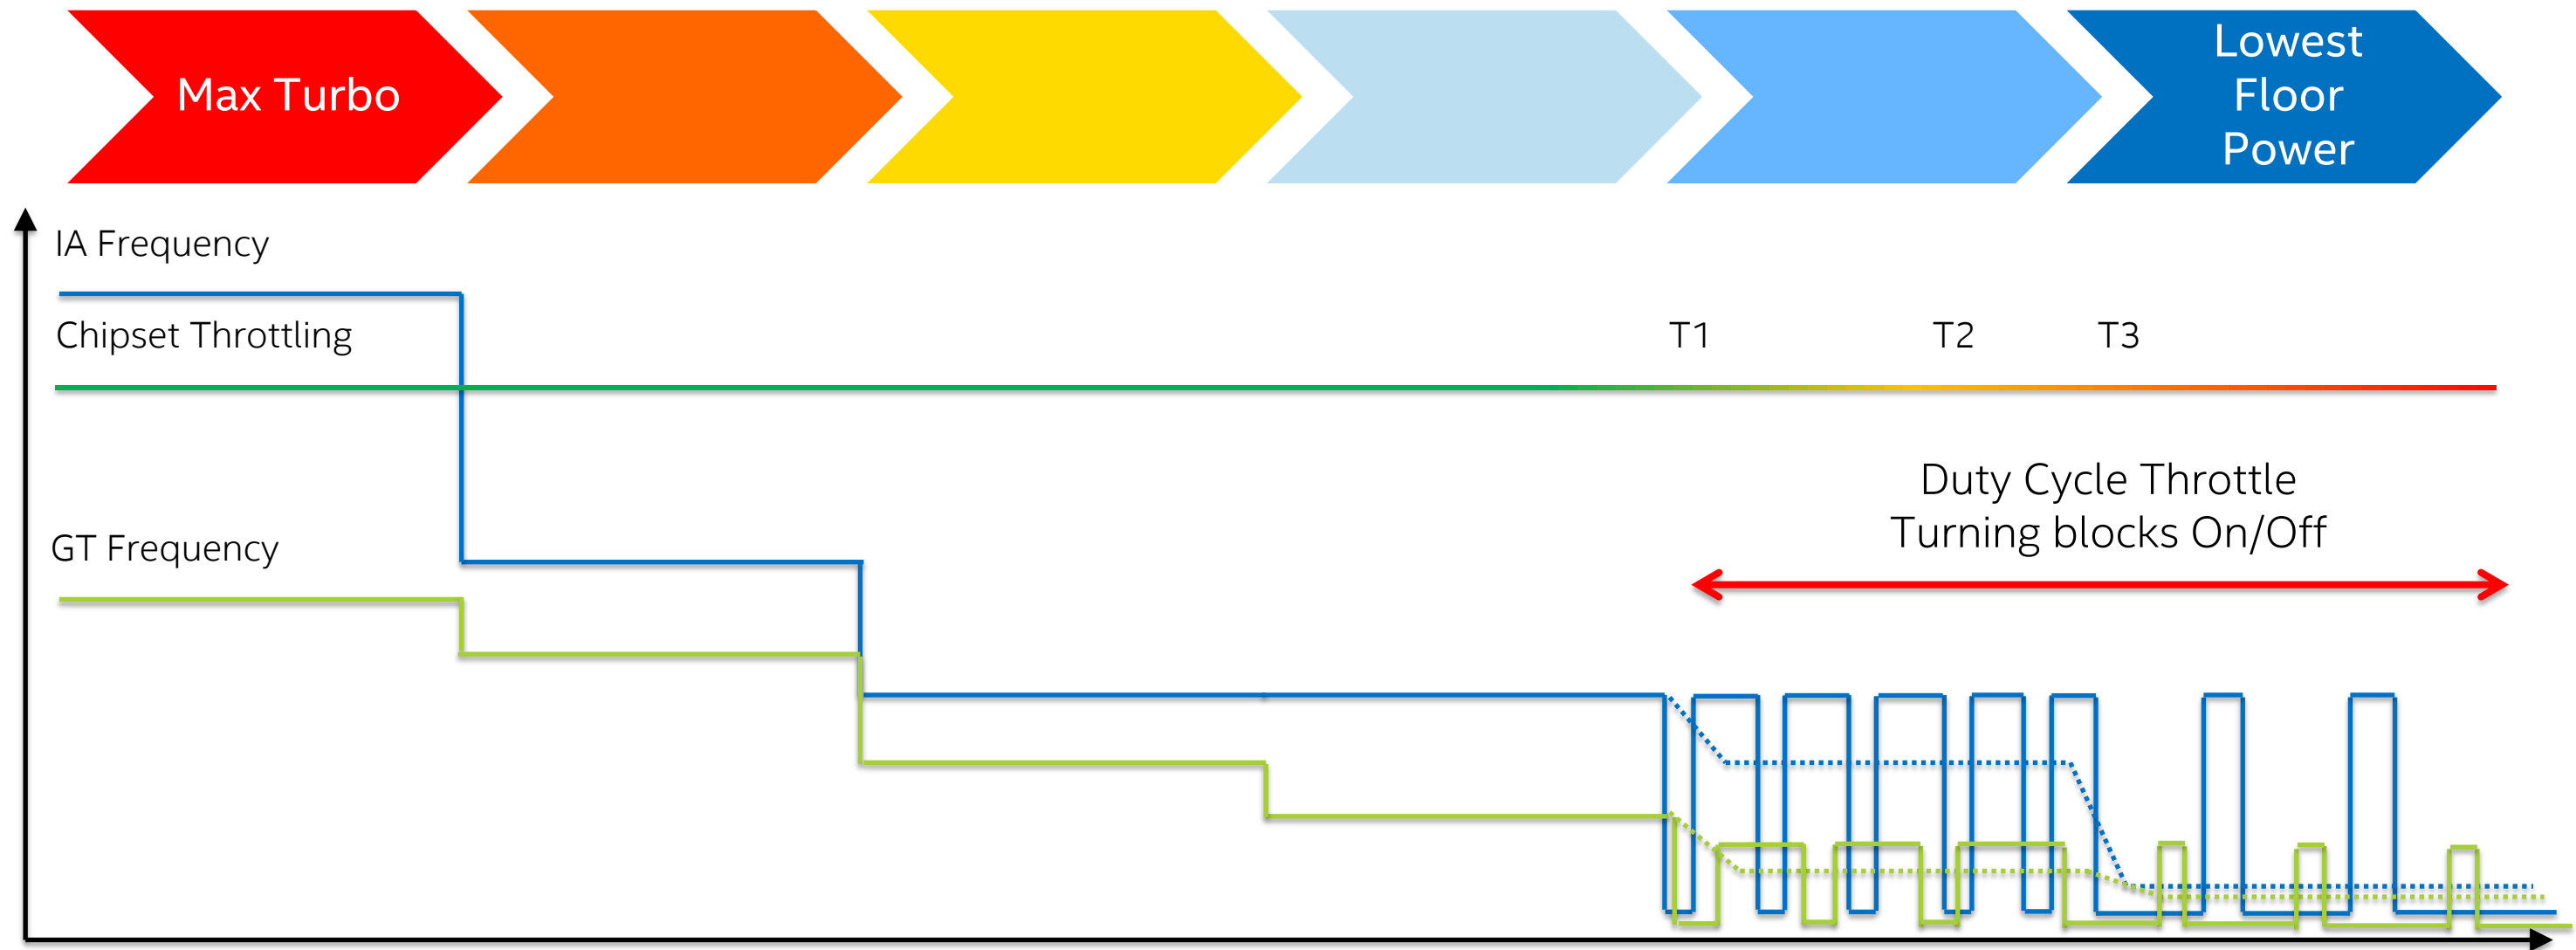 Max Turbo
Lowest
Floor
Power
IA Frequency
Chipset Throttling
T1
T2
T3
Duty Cycle Throttle
Turning blocks On/Off
GT Frequency